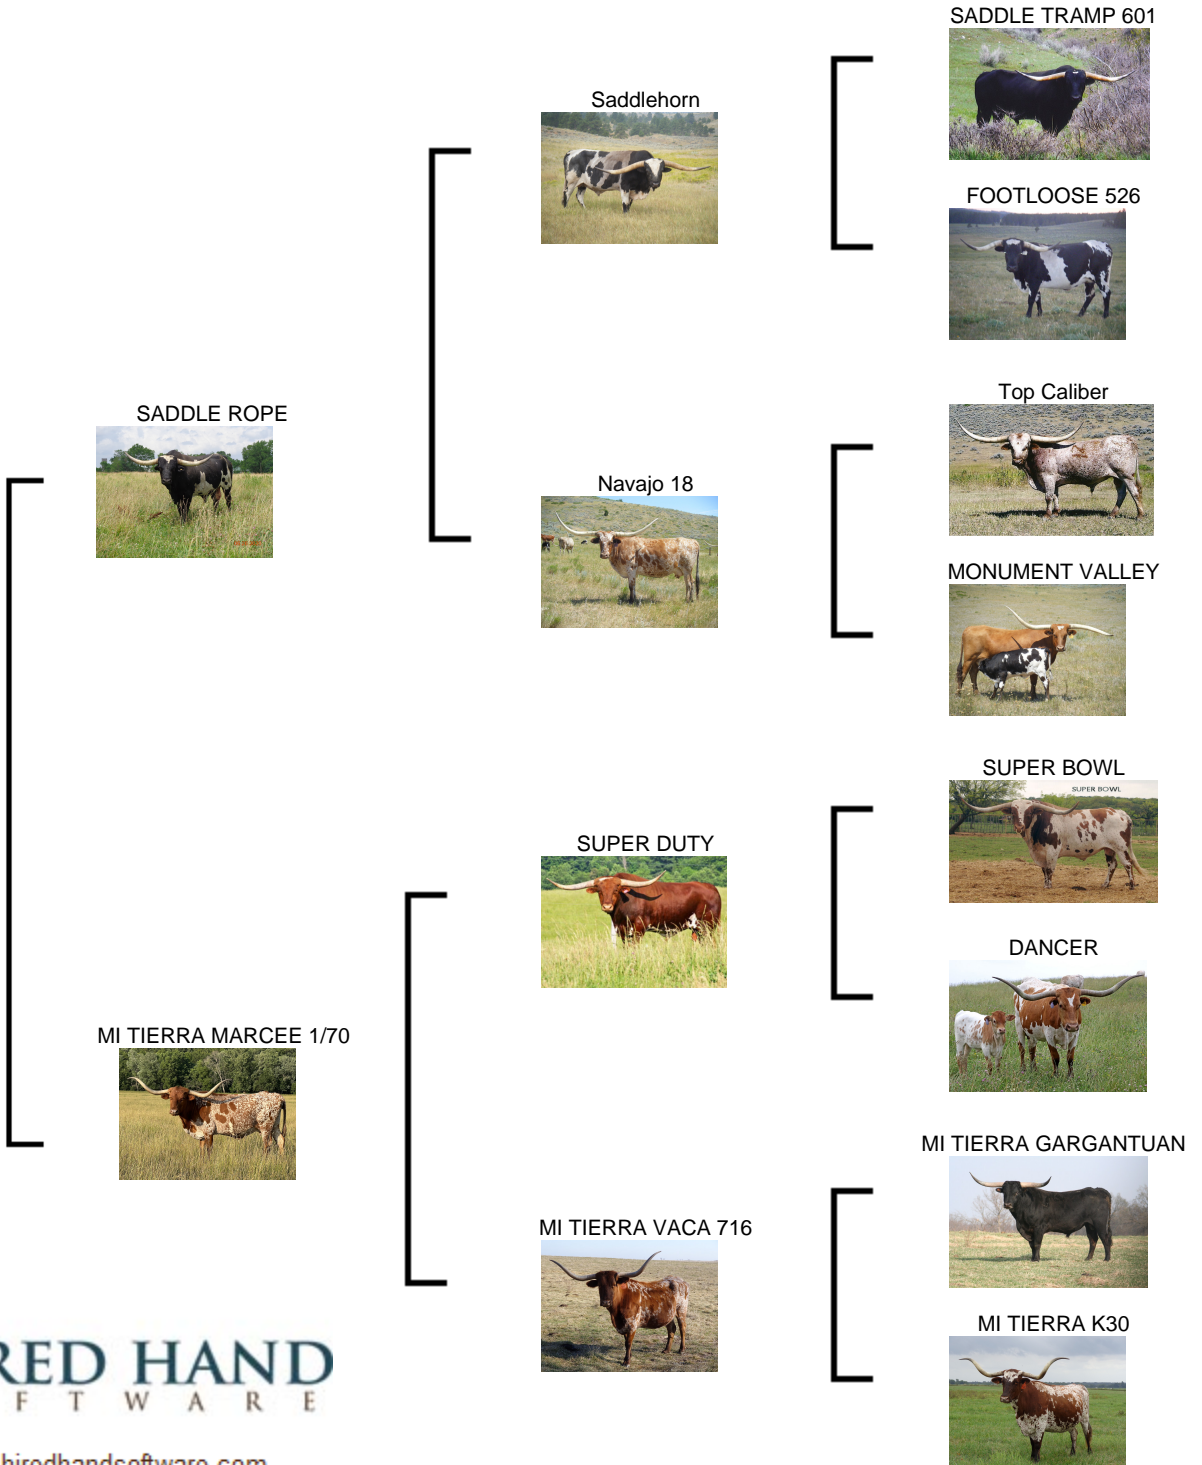 SADDLE TRAMP 601
Saddlehorn
FOOTLOOSE 526
Top Caliber
SADDLE ROPE
Navajo 18
MONUMENT VALLEY
SUPER BOWL
SUPER BOWL
SUPER DUTY
DANCER
MI TIERRA MARCEE 1/70
MI TIERRA GARGANTUAN
MI TIERRA VACA 716
MI TIERRA K30
RED HAND
F T W A R E
hiredhandsoftware.com